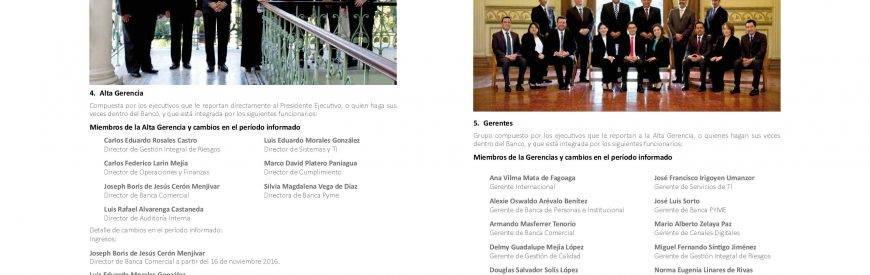 4. Alta Gerencia
Compuesta por los ejecutivos que le reportan directamente al Presidente Ejecutivo, o quien haga sus
veces dentro del Banco, y que está integrada por los siguientes funcionarios:
Miembros de la Alta Gerencia y cambios en el período informado
Carlos Eduardo Rosales Castro
Director de Gestión Integral de Riesgos
Carlos Federico Larin Mejía
Director de Operaciones y Finanzas
Joseph Boris de Jesús Cerén Menjívar
Director de Banca Comercial
Luis Rafael Alvarenga Castaneda
Director de Auditoria Interna
Luis Eduardo Morales González
Director de Sistemas y TI
Marco David Platero Paniagua
Director de Cumplimiento
Silvia Magdalena Vega de Díaz
Directora de Banca Pyme
Detalle de cambios en el período informado:
Ingresos:
Joseph Boris de Jesús Cerén Menjívar
Director de Banca Comercial a partir del 16 de noviembre 2016.
Luis Eduardo Morales González
5. Gerentes
Grupo compuesto por los ejecutivos que le reportan a la Alta Gerencia, o quienes hagan sus veces
dentro del Banco, y que está integrada por los siguientes funcionarios:
Miembros de la Gerencias y cambios en el período informado
Ana Vilma Mata de Fagoaga
Gerente Internacional
Alexie Oswaldo Arévalo Benítez
Gerente de Banca de Personas e Institucional
Armando Masferrer Tenorio
Gerente de Banca Comercial
Delmy Guadalupe Mejía López
Gerente de Gestión de Calidad
Douglas Salvador Solís López
José Francisco Irigoyen Umanzor
Gerente de Servicios de TI
José Luis Sorto
Gerente de Banca PYME
Mario Alberto Zelaya Paz
Gerente de Canales Digitales
Miguel Fernando Síntigo Jiménez
Gerente de Gestión Integral de Riesgos
Norma Eugenia Linares de Rivas